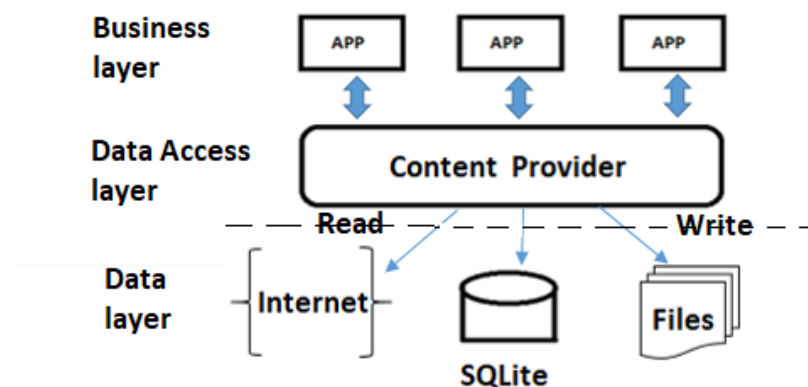 Business
layer
APP APP APP
Data Access
layer
Content Provider
Read Write
Data
layer
Internet
Files
SQLite